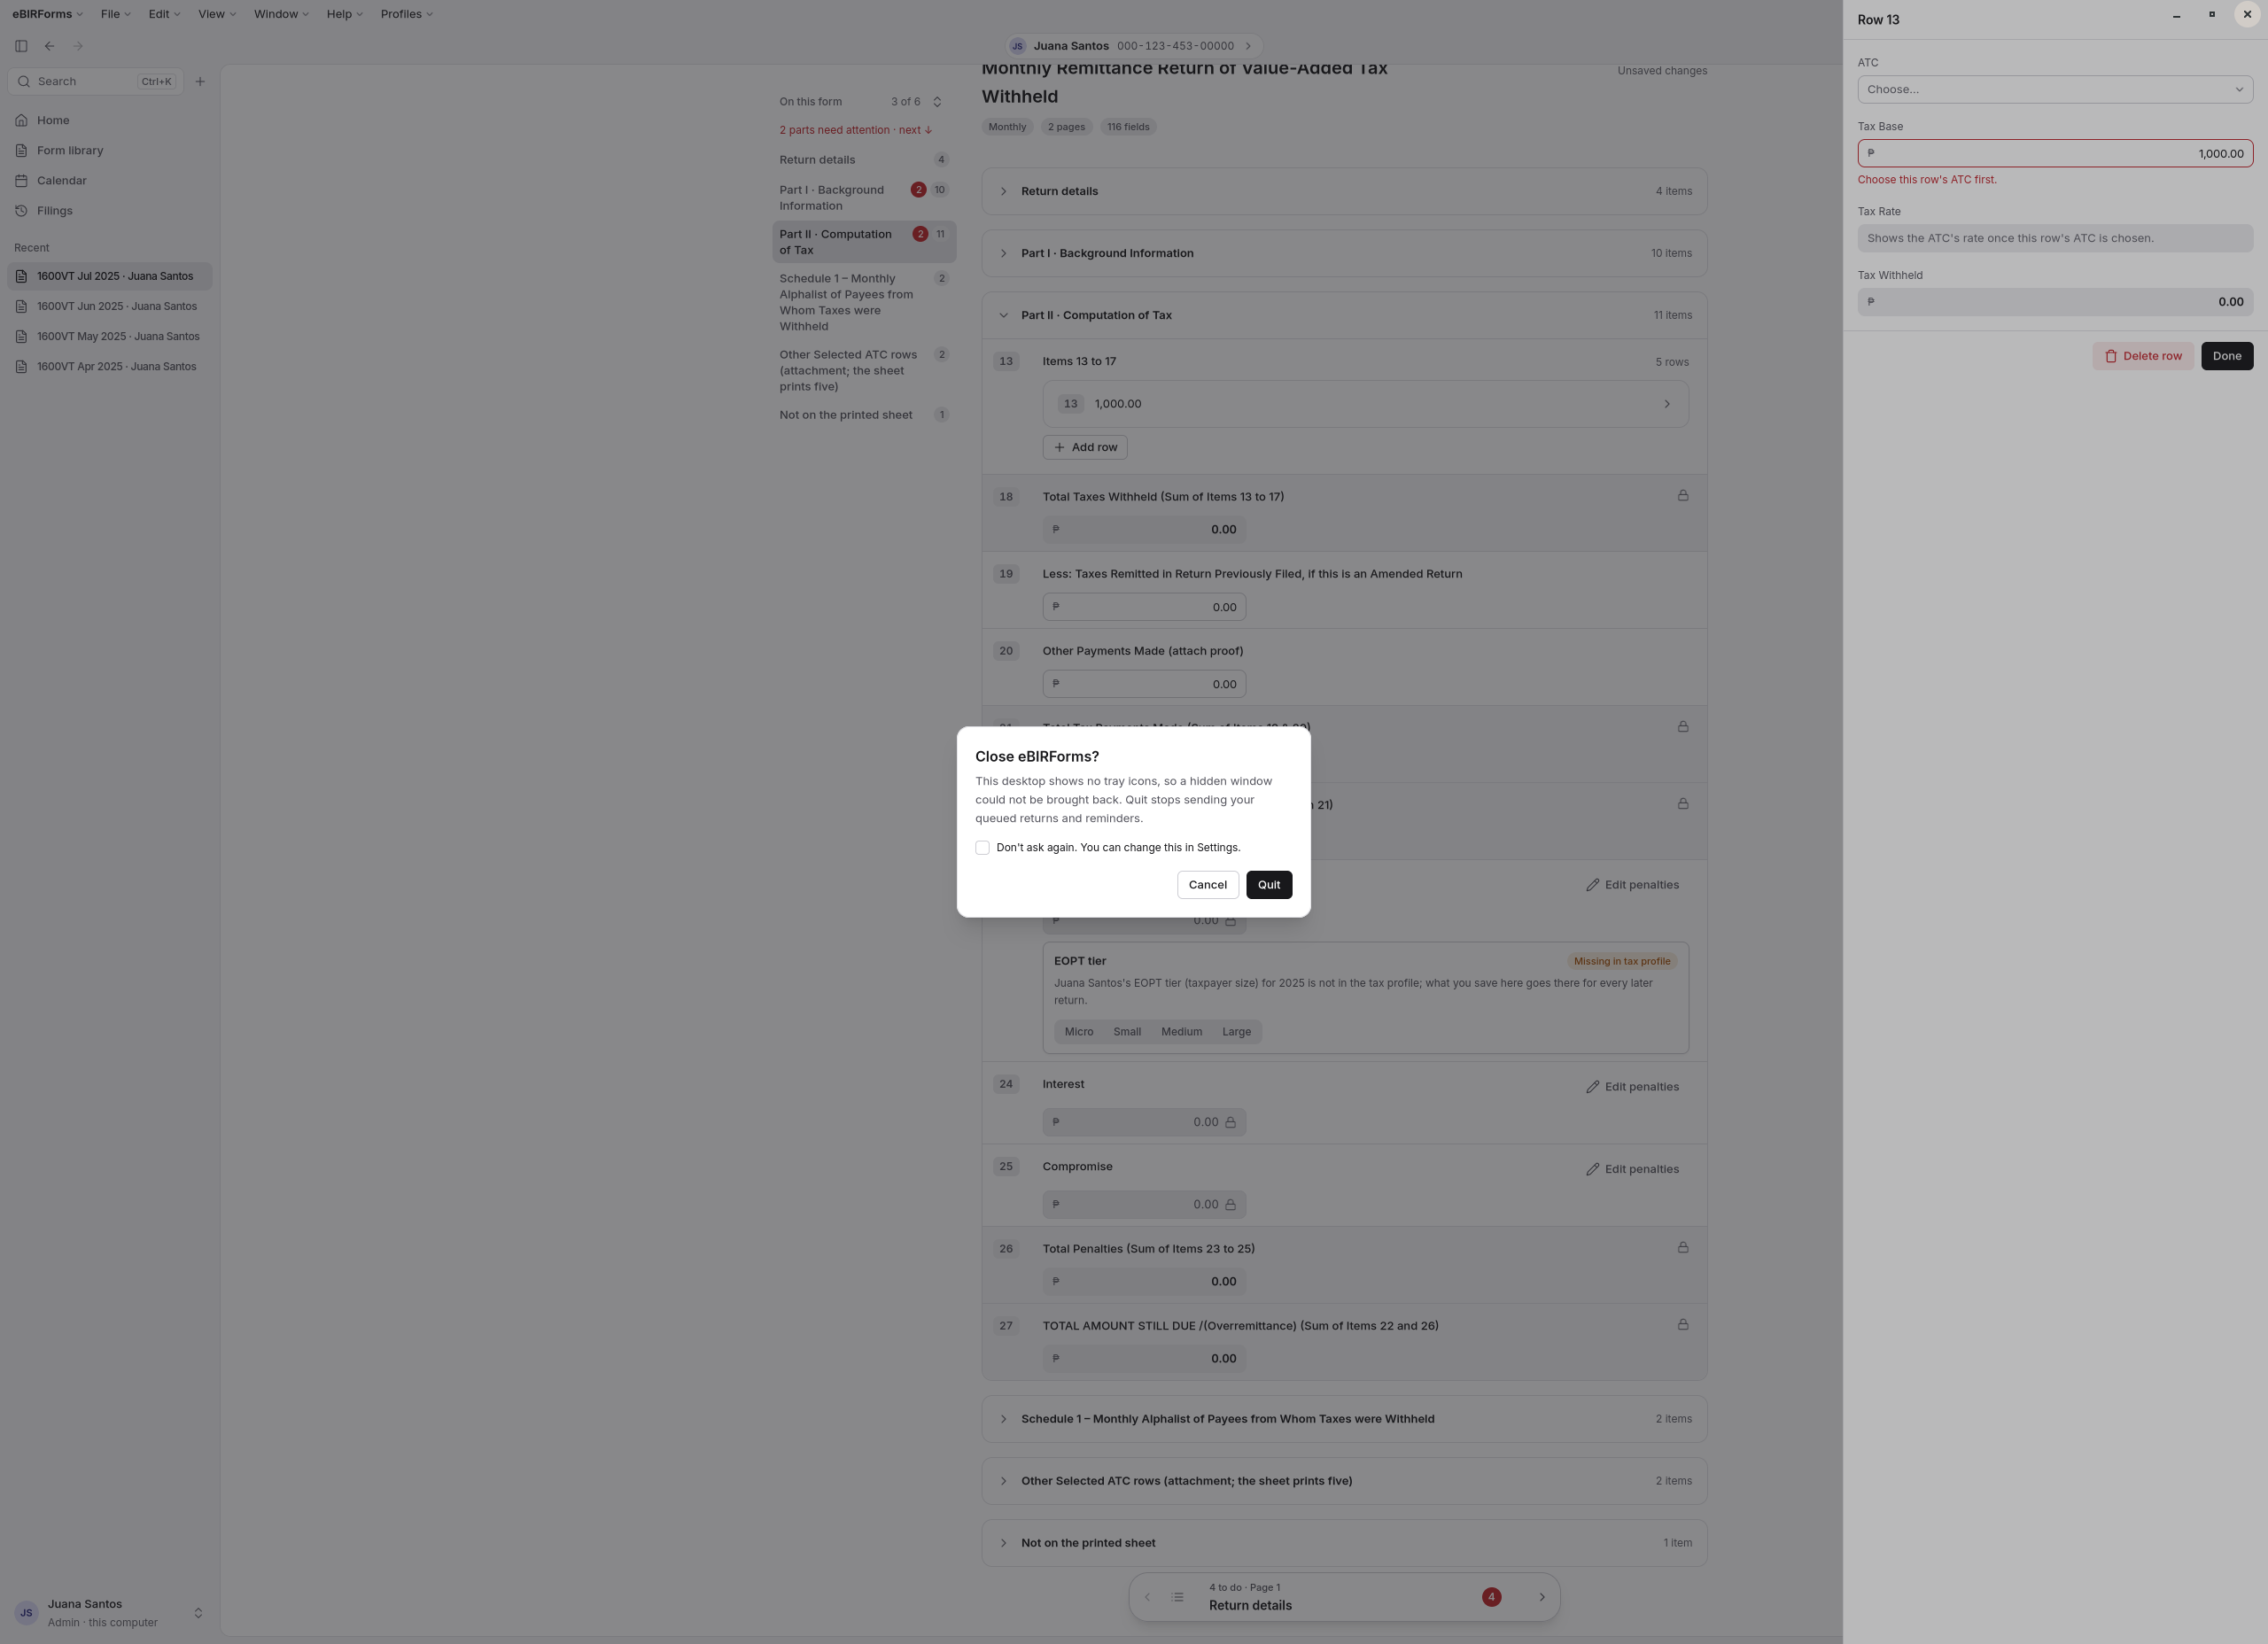 eBIRForms File Edit View Window Help Profiles
JS Juana Santos 000-123-453-00000
Search Ctrl+K
Home
Form library
Calendar
Filings
Recent
1600VT Jul 2025 · Juana Santos
1600VT Jun 2025 · Juana Santos
1600VT May 2025 · Juana Santos
1600VT Apr 2025 · Juana Santos
JS Juana Santos
Admin · this computer
On this form 3 of 6
2 parts need attention · next ↓
Return details 4
Part I · Background 2 10
Information
Part II · Computation 2 11
of Tax
Schedule 1 – Monthly 2
Alphalist of Payees from
Whom Taxes were
Withheld
Other Selected ATC rows 2
(attachment; the sheet
prints five)
Not on the printed sheet 1
Monthly Remittance Return of Value-Added Tax
Withheld
Unsaved changes
Monthly 2 pages 116 fields
Return details 4 items
Part I · Background Information 10 items
Part II · Computation of Tax 11 items
13 Items 13 to 17 5 rows
13 1,000.00
+ Add row
18 Total Taxes Withheld (Sum of Items 13 to 17)
₱ 0.00
19 Less: Taxes Remitted in Return Previously Filed, if this is an Amended Return
₱ 0.00
20 Other Payments Made (attach proof)
₱ 0.00
21)
Close eBIRForms?
This desktop shows no tray icons, so a hidden window
could not be brought back. Quit stops sending your
queued returns and reminders.
Don't ask again. You can change this in Settings.
Cancel Quit
Edit penalties
₱ 0.00
EOPT tier Missing in tax profile
Juana Santos's EOPT tier (taxpayer size) for 2025 is not in the tax profile; what you save here goes there for every later
return.
Micro Small Medium Large
24 Interest Edit penalties
₱ 0.00
25 Compromise Edit penalties
₱ 0.00
26 Total Penalties (Sum of Items 23 to 25)
₱ 0.00
27 TOTAL AMOUNT STILL DUE /(Overremittance) (Sum of Items 22 and 26)
₱ 0.00
Schedule 1 – Monthly Alphalist of Payees from Whom Taxes were Withheld 2 items
Other Selected ATC rows (attachment; the sheet prints five) 2 items
Not on the printed sheet 1 item
4 to do · Page 1
Return details 4
Row 13
ATC
Choose...
Tax Base
₱ 1,000.00
Choose this row's ATC first.
Tax Rate
Shows the ATC's rate once this row's ATC is chosen.
Tax Withheld
₱ 0.00
Delete row Done